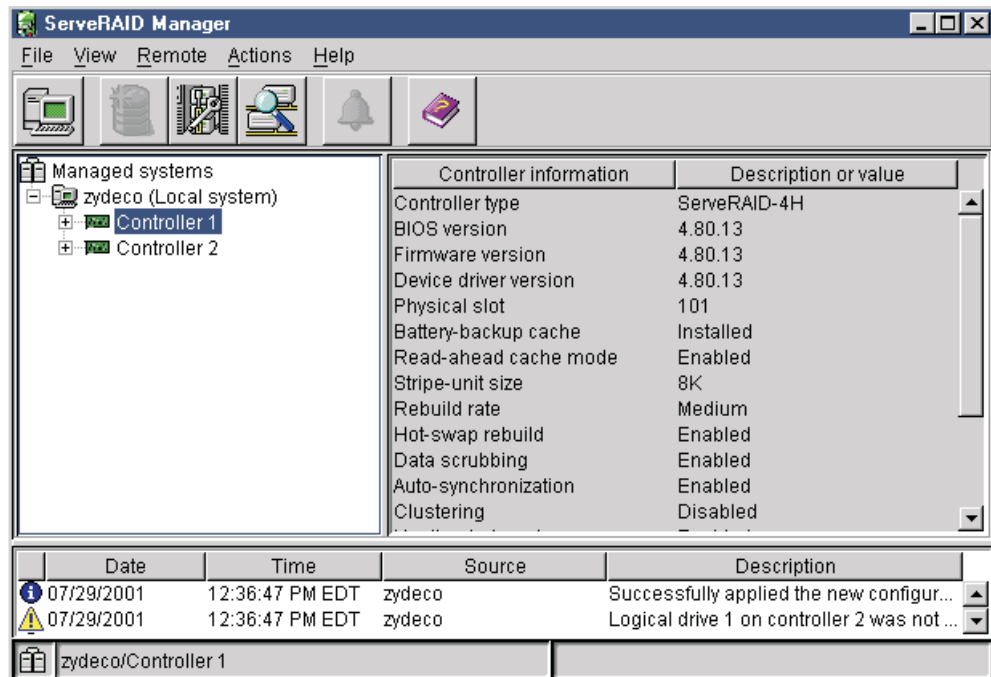 ServeRAID Manager
File View Remote Actions Help
Managed systems
zydeco (Local system)
Controller 1
Controller 2
Controller information Description or value
Controller type ServeRAID-4H
BIOS version 4.80.13
Firmware version 4.80.13
Device driver version 4.80.13
Physical slot 101
Battery-backup cache Installed
Read-ahead cache mode Enabled
Stripe-unit size 8K
Rebuild rate Medium
Hot-swap rebuild Enabled
Data scrubbing Enabled
Auto-synchronization Enabled
Clustering Disabled
Date Time Source Description
07/29/2001 12:36:47 PM EDT zydeco Successfully applied the new configur...
07/29/2001 12:36:47 PM EDT zydeco Logical drive 1 on controller 2 was not ...
zydeco/Controller 1